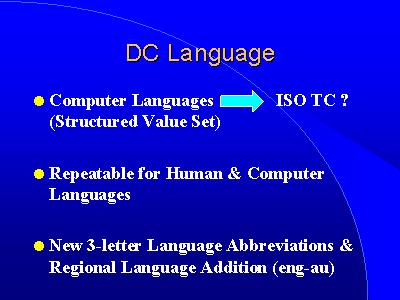 DC Language
Computer Languages ISO TC ?
(Structured Value Set)
Repeatable for Human & Computer
Languages
New 3-letter Language Abbreviations &
Regional Language Addition (eng-au)